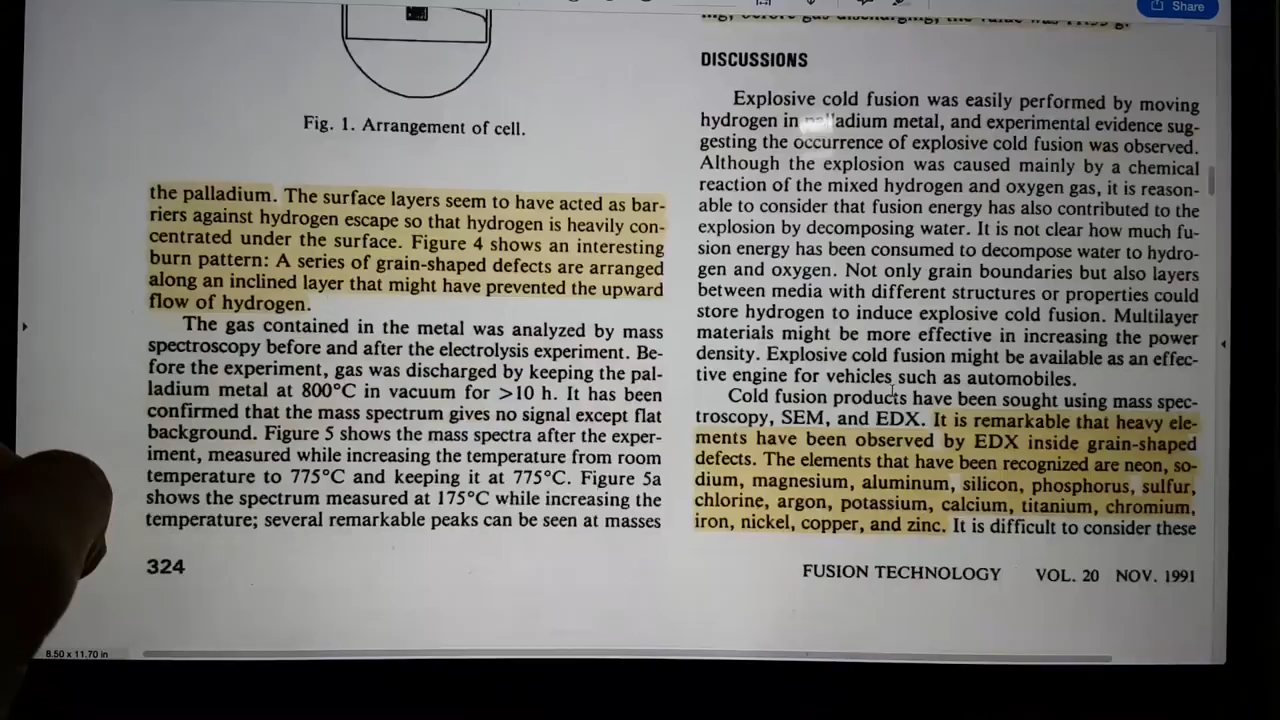 Share
Fig. 1. Arrangement of cell.
the palladium. The surface layers seem to have acted as bar-
riers against hydrogen escape so that hydrogen is heavily con-
centrated under the surface. Figure 4 shows an interesting
burn pattern: A series of grain-shaped defects are arranged
along an inclined layer that might have prevented the upward
flow of hydrogen.
The gas contained in the metal was analyzed by mass
spectroscopy before and after the electrolysis experiment. Be-
fore the experiment, gas was discharged by keeping the pal-
ladium metal at 800°C in vacuum for >10 h. It has been
confirmed that the mass spectrum gives no signal except flat
background. Figure 5 shows the mass spectra after the exper-
iment, measured while increasing the temperature from room
temperature to 775°C and keeping it at 775°C. Figure 5a
shows the spectrum measured at 175°C while increasing the
temperature; several remarkable peaks can be seen at masses
324
8.50 x 11.70 in
DISCUSSIONS
Explosive cold fusion was easily performed by moving
hydrogen in palladium metal, and experimental evidence sug-
gesting the occurrence of explosive cold fusion was observed.
Although the explosion was caused mainly by a chemical
reaction of the mixed hydrogen and oxygen gas, it is reason-
able to consider that fusion energy has also contributed to the
explosion by decomposing water. It is not clear how much fu-
sion energy has been consumed to decompose water to hydro-
gen and oxygen. Not only grain boundaries but also layers
between media with different structures or properties could
store hydrogen to induce explosive cold fusion. Multilayer
materials might be more effective in increasing the power
density. Explosive cold fusion might be available as an effec-
tive engine for vehicles such as automobiles.
Cold fusion products have been sought using mass spec-
troscopy, SEM, and EDX. It is remarkable that heavy ele-
ments have been observed by EDX inside grain-shaped
defects. The elements that have been recognized are neon, so-
dium, magnesium, aluminum, silicon, phosphorus, sulfur,
chlorine, argon, potassium, calcium, titanium, chromium,
iron, nickel, copper, and zinc. It is difficult to consider these
FUSION TECHNOLOGY VOL. 20 NOV. 1991